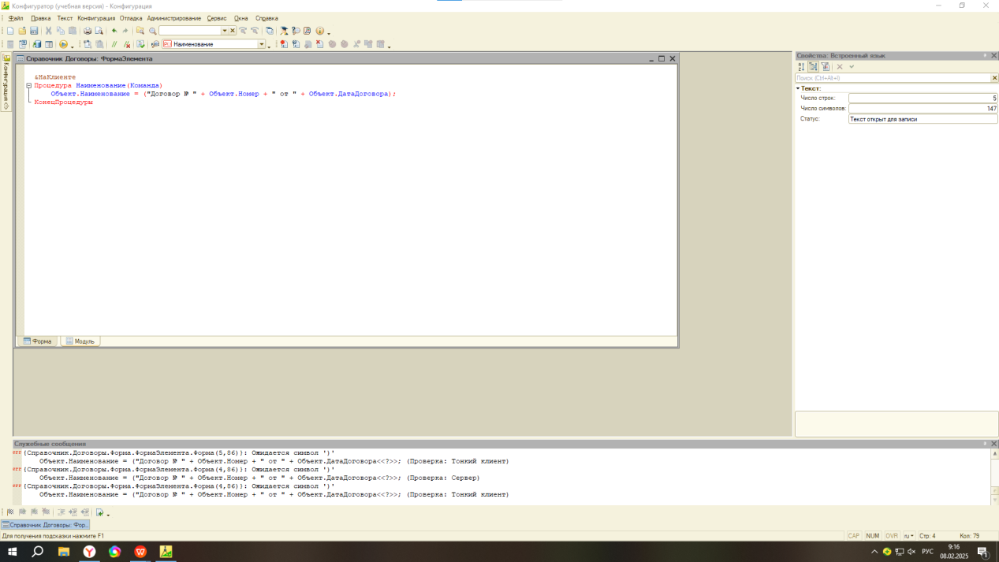 Конфигуратор (учебная версия) - Конфигурация
Файл Правка Текст Конфигурация Отладка Администрирование Сервис Окна Справка
Наименование
Конфигурация <!>
Справочник Договоры: ФормаЭлемента
&НаКлиенте
Процедура Наименование(Команда)
Объект.Наименование = ("Договор № " + Объект.Номер + " от " + Объект.ДатаДоговора);
КонецПроцедуры
Форма Модуль
Свойства: Встроенный язык
Поиск (Ctrl+Alt+I)
Текст:
Число строк: 5
Число символов: 147
Статус: Текст открыт для записи
Служебные сообщения
err {Справочник.Договоры.Форма.ФормаЭлемента.Форма(5,86)}: Ожидается символ ')'
Объект.Наименование = ("Договор № " + Объект.Номер + " от " + Объект.ДатаДоговора<<?>>; (Проверка: Тонкий клиент)
err {Справочник.Договоры.Форма.ФормаЭлемента.Форма(4,86)}: Ожидается символ ')'
Объект.Наименование = ("Договор № " + Объект.Номер + " от " + Объект.ДатаДоговора<<?>>; (Проверка: Сервер)
err {Справочник.Договоры.Форма.ФормаЭлемента.Форма(4,86)}: Ожидается символ ')'
Объект.Наименование = ("Договор № " + Объект.Номер + " от " + Объект.ДатаДоговора<<?>>; (Проверка: Тонкий клиент)
Справочник Договоры: Фор...
Для получения подсказки нажмите F1
CAP NUM OVR ru Стр: 4 Кол: 79
РУС
9:16
08.02.2025
1